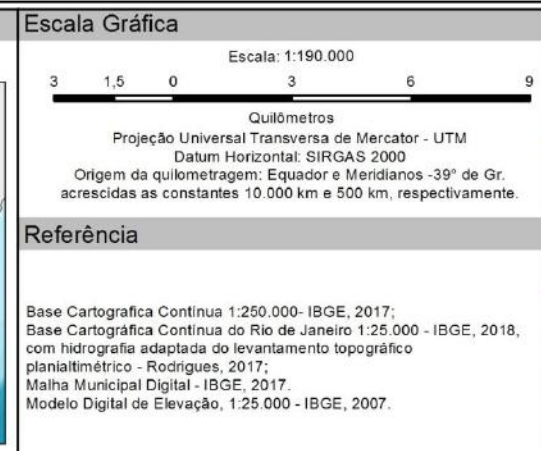 Escala Gráfica
Escala: 1:190.000
3 1,5 0 3 6 9
Quilômetros
Projeção Universal Transversa de Mercator - UTM
Datum Horizontal: SIRGAS 2000
Origem da quilometragem: Equador e Meridianos -39° de Gr.
acrescidas as constantes 10.000 km e 500 km, respectivamente.
Referência
Base Cartografica Contínua 1:250.000- IBGE, 2017;
Base Cartográfica Contínua do Rio de Janeiro 1:25.000 - IBGE, 2018,
com hidrografia adaptada do levantamento topográfico
planialtimétrico - Rodrigues, 2017;
Malha Municipal Digital - IBGE, 2017.
Modelo Digital de Elevação, 1:25.000 - IBGE, 2007.